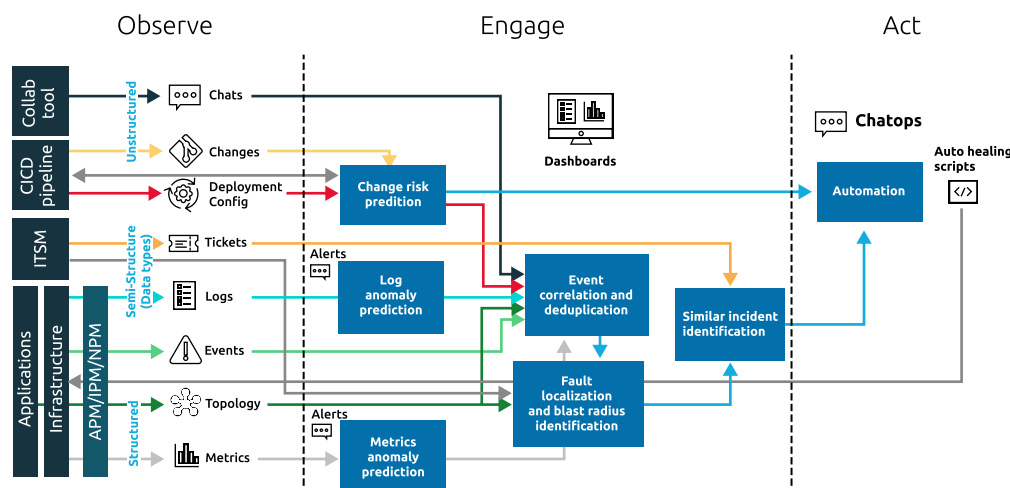 Observe
Engage
Act
Collab
tool
CICD
pipeline
ITSM
Applications
Infrastructure
APM/IPM/NPM
Unstructured
Semi-Structure
(Data types)
Structured
Chats
Changes
Deployment
Config
Tickets
Logs
Events
Topology
Metrics
Change risk
predition
Alerts
Log
anomaly
prediction
Alerts
Metrics
anomaly
prediction
Dashboards
Event
correlation and
deduplication
Fault
localization
and blast radius
identification
Similar incident
identification
Chatops
Automation
Auto healing
scripts